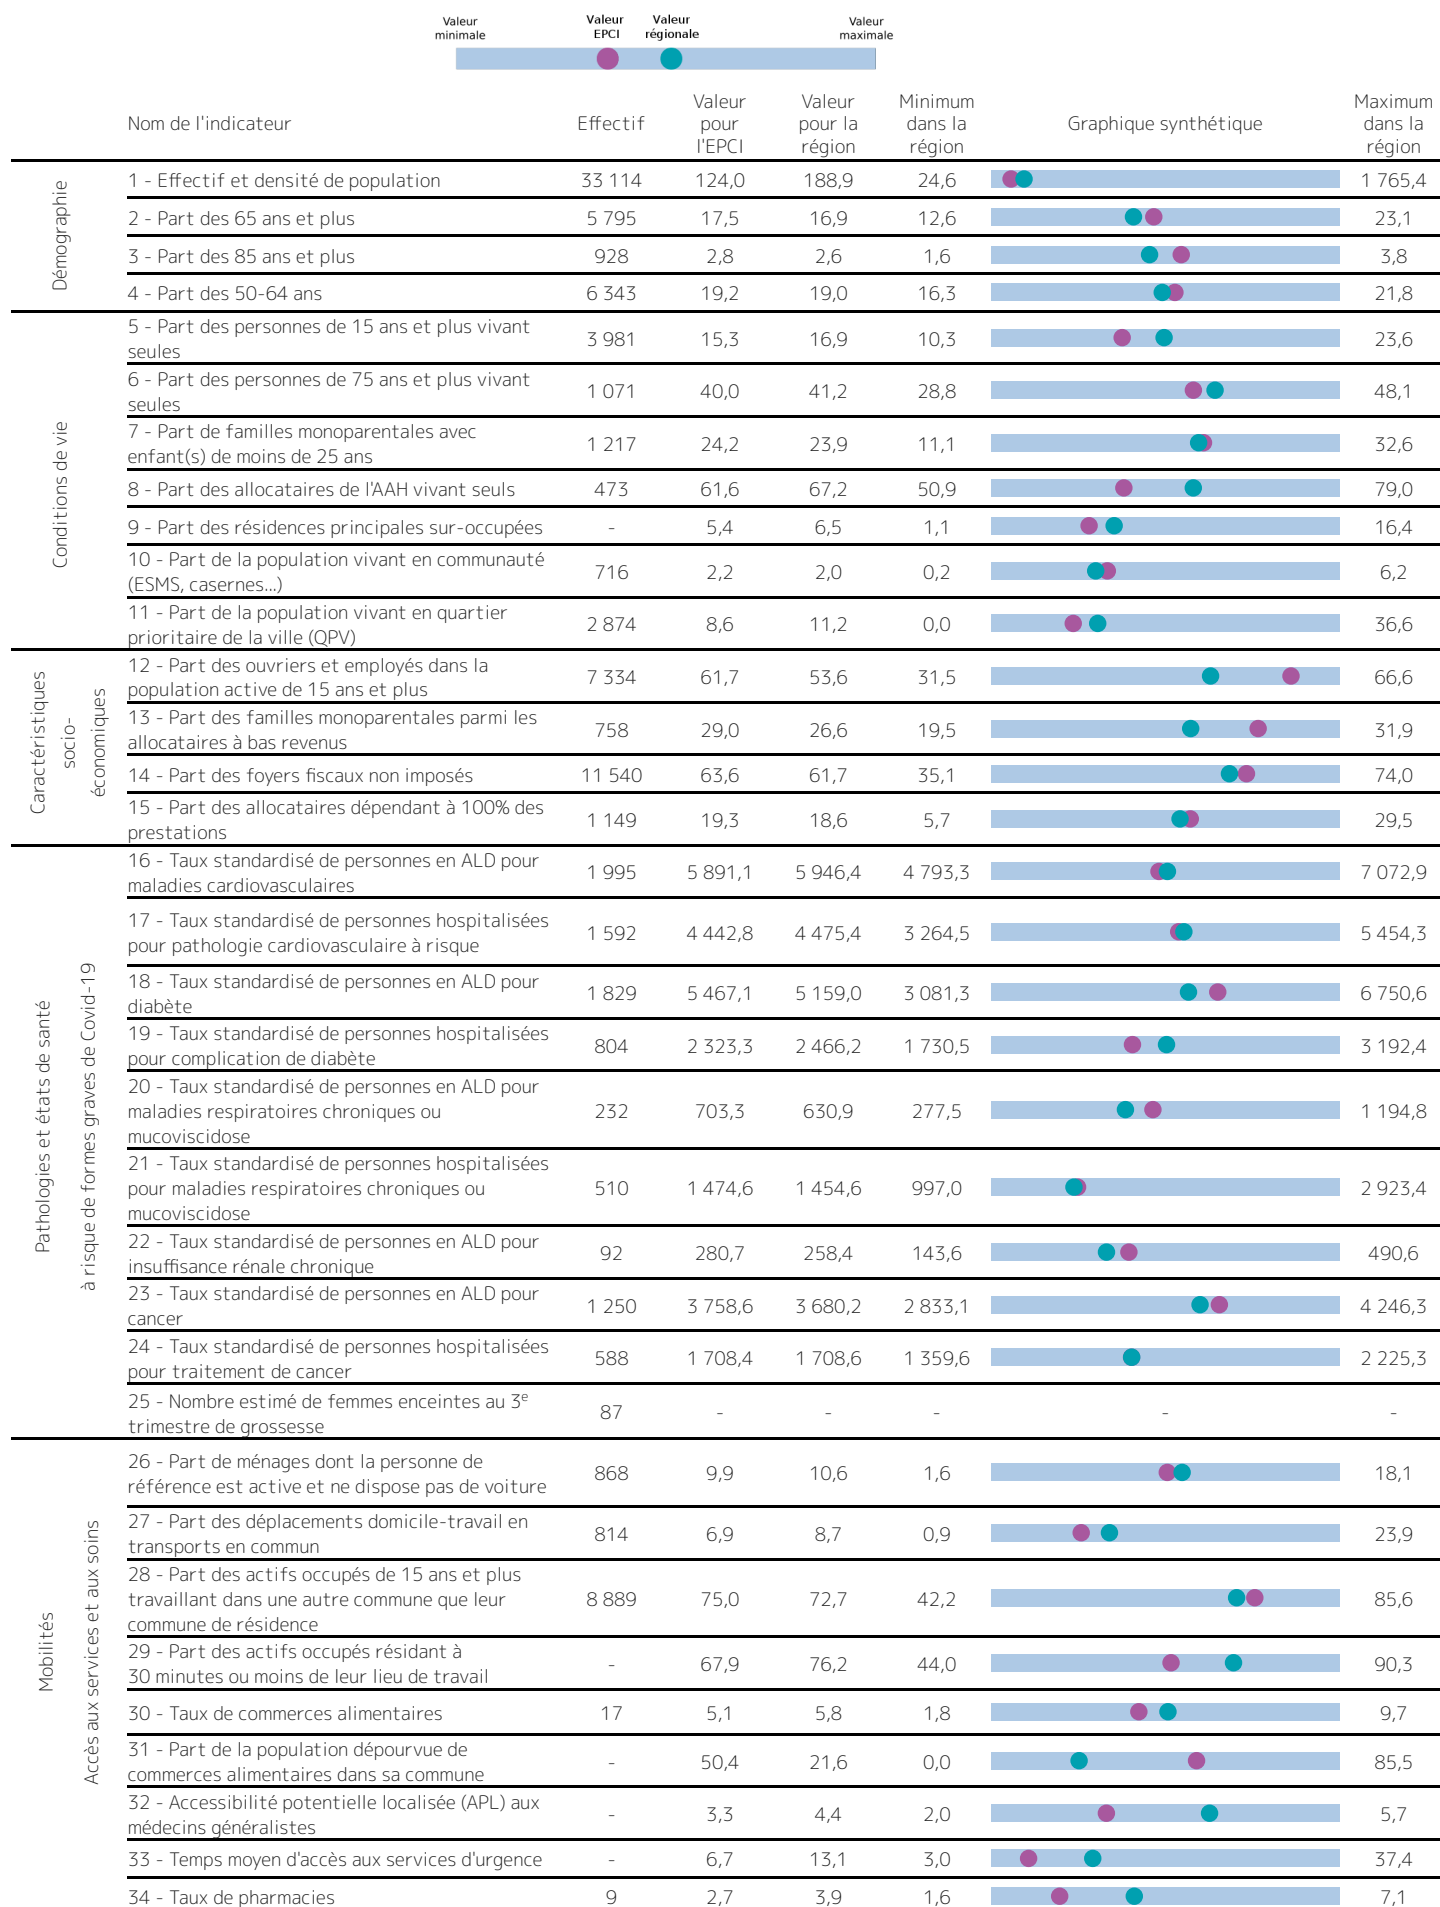 Valeur minimale
Valeur EPCI
Valeur régionale
Valeur maximale
Nom de l'indicateur
Effectif
Valeur pour l'EPCI
Valeur pour la région
Minimum dans la région
Graphique synthétique
Maximum dans la région
Démographie
1 - Effectif et densité de population 33 114 124,0 188,9 24,6 1 765,4
2 - Part des 65 ans et plus 5 795 17,5 16,9 12,6 23,1
3 - Part des 85 ans et plus 928 2,8 2,6 1,6 3,8
4 - Part des 50-64 ans 6 343 19,2 19,0 16,3 21,8
Conditions de vie
5 - Part des personnes de 15 ans et plus vivant
seules 3 981 15,3 16,9 10,3 23,6
6 - Part des personnes de 75 ans et plus vivant
seules 1 071 40,0 41,2 28,8 48,1
7 - Part de familles monoparentales avec
enfant(s) de moins de 25 ans 1 217 24,2 23,9 11,1 32,6
8 - Part des allocataires de l'AAH vivant seuls 473 61,6 67,2 50,9 79,0
9 - Part des résidences principales sur-occupées - 5,4 6,5 1,1 16,4
10 - Part de la population vivant en communauté
(ESMS, casernes...) 716 2,2 2,0 0,2 6,2
11 - Part de la population vivant en quartier
prioritaire de la ville (QPV) 2 874 8,6 11,2 0,0 36,6
Caractéristiques
socio-
économiques
12 - Part des ouvriers et employés dans la
population active de 15 ans et plus 7 334 61,7 53,6 31,5 66,6
13 - Part des familles monoparentales parmi les
allocataires à bas revenus 758 29,0 26,6 19,5 31,9
14 - Part des foyers fiscaux non imposés 11 540 63,6 61,7 35,1 74,0
15 - Part des allocataires dépendant à 100% des
prestations 1 149 19,3 18,6 5,7 29,5
Pathologies et états de santé
à risque de formes graves de Covid-19
16 - Taux standardisé de personnes en ALD pour
maladies cardiovasculaires 1 995 5 891,1 5 946,4 4 793,3 7 072,9
17 - Taux standardisé de personnes hospitalisées
pour pathologie cardiovasculaire à risque 1 592 4 442,8 4 475,4 3 264,5 5 454,3
18 - Taux standardisé de personnes en ALD pour
diabète 1 829 5 467,1 5 159,0 3 081,3 6 750,6
19 - Taux standardisé de personnes hospitalisées
pour complication de diabète 804 2 323,3 2 466,2 1 730,5 3 192,4
20 - Taux standardisé de personnes en ALD pour
maladies respiratoires chroniques ou
mucoviscidose 232 703,3 630,9 277,5 1 194,8
21 - Taux standardisé de personnes hospitalisées
pour maladies respiratoires chroniques ou
mucoviscidose 510 1 474,6 1 454,6 997,0 2 923,4
22 - Taux standardisé de personnes en ALD pour
insuffisance rénale chronique 92 280,7 258,4 143,6 490,6
23 - Taux standardisé de personnes en ALD pour
cancer 1 250 3 758,6 3 680,2 2 833,1 4 246,3
24 - Taux standardisé de personnes hospitalisées
pour traitement de cancer 588 1 708,4 1 708,6 1 359,6 2 225,3
25 - Nombre estimé de femmes enceintes au 3e
trimestre de grossesse 87 - - - - -
Mobilités
Accès aux services et aux soins
26 - Part de ménages dont la personne de
référence est active et ne dispose pas de voiture 868 9,9 10,6 1,6 18,1
27 - Part des déplacements domicile-travail en
transports en commun 814 6,9 8,7 0,9 23,9
28 - Part des actifs occupés de 15 ans et plus
travaillant dans une autre commune que leur
commune de résidence 8 889 75,0 72,7 42,2 85,6
29 - Part des actifs occupés résidant à
30 minutes ou moins de leur lieu de travail - 67,9 76,2 44,0 90,3
30 - Taux de commerces alimentaires 17 5,1 5,8 1,8 9,7
31 - Part de la population dépourvue de
commerces alimentaires dans sa commune - 50,4 21,6 0,0 85,5
32 - Accessibilité potentielle localisée (APL) aux
médecins généralistes - 3,3 4,4 2,0 5,7
33 - Temps moyen d'accès aux services d'urgence - 6,7 13,1 3,0 37,4
34 - Taux de pharmacies 9 2,7 3,9 1,6 7,1